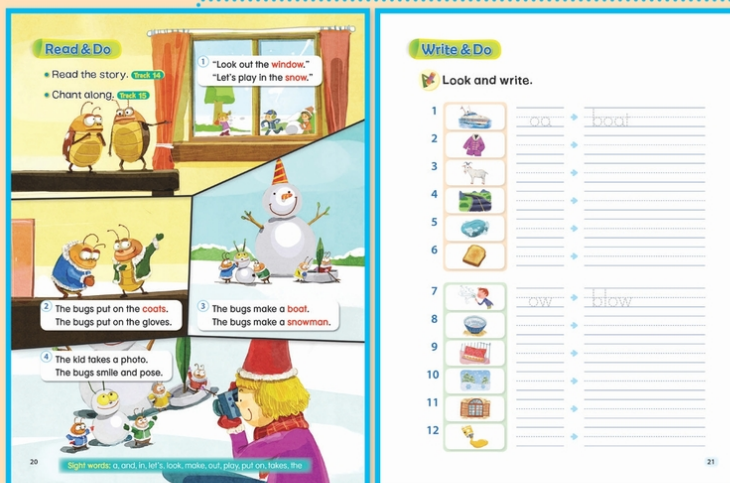 Read & Do
Read the story. Track 14
Chant along. Track 15
1 "Look out the window."
"Let's play in the snow."
2 The bugs put on the coats.
The bugs put on the gloves.
3 The bugs make a boat.
The bugs make a snowman.
4 The kid takes a photo.
The bugs smile and pose.
Sight words: a, and, in, let's, look, make, out, play, put on, takes, the
20
Write & Do
Look and write.
1 oa boat
2
3
4
5
6
7 ow blow
8
9
10
11
12
21